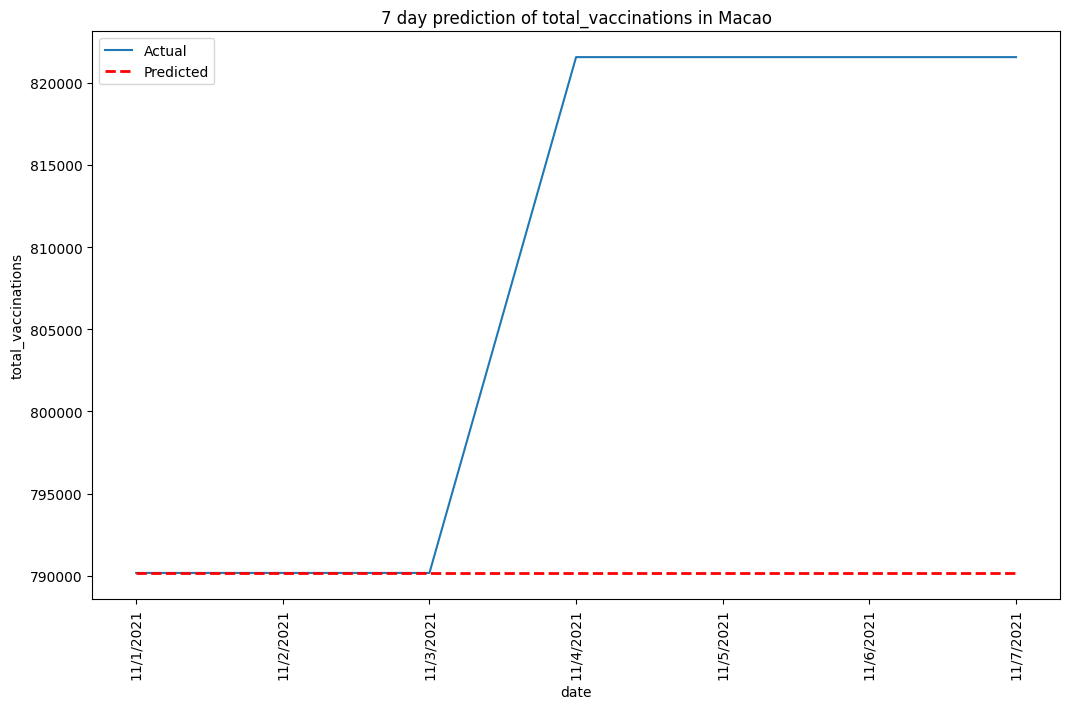 7 day prediction of total_vaccinations in Macao
Actual
Predicted
820000
815000
810000
805000
800000
795000
790000
total_vaccinations
11/1/2021
11/2/2021
11/3/2021
11/4/2021
11/5/2021
11/6/2021
11/7/2021
date